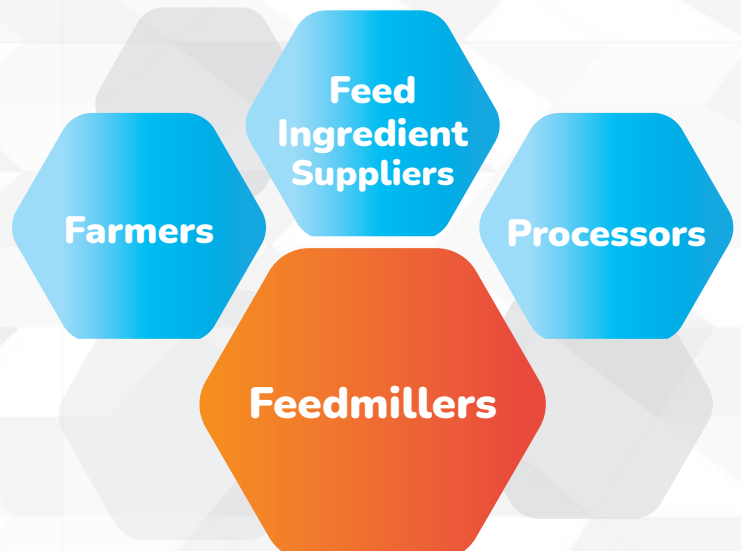 Feed
Ingredient
Suppliers
Farmers
Processors
Feedmillers